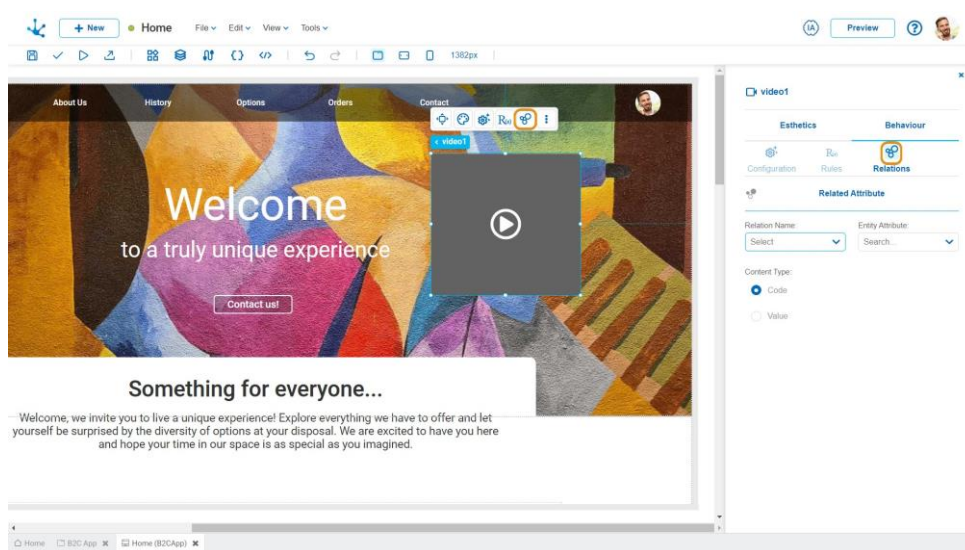 + New
Home
File
Edit
View
Tools
IA
Preview
?
1382px
About Us
History
Options
Orders
Contact
video1
Welcome
to a truly unique experience
Contact us!
Something for everyone...
Welcome, we invite you to live a unique experience! Explore everything we have to offer and let
yourself be surprised by the diversity of options at your disposal. We are excited to have you here
and hope your time in our space is as special as you imagined.
video1
Esthetics
Behaviour
Configuration
Rules
Relations
Related Attribute
Relation Name:
Entity Attribute:
Select
Search...
Content Type:
Code
Value
Home
B2C App
Home (B2CApp)